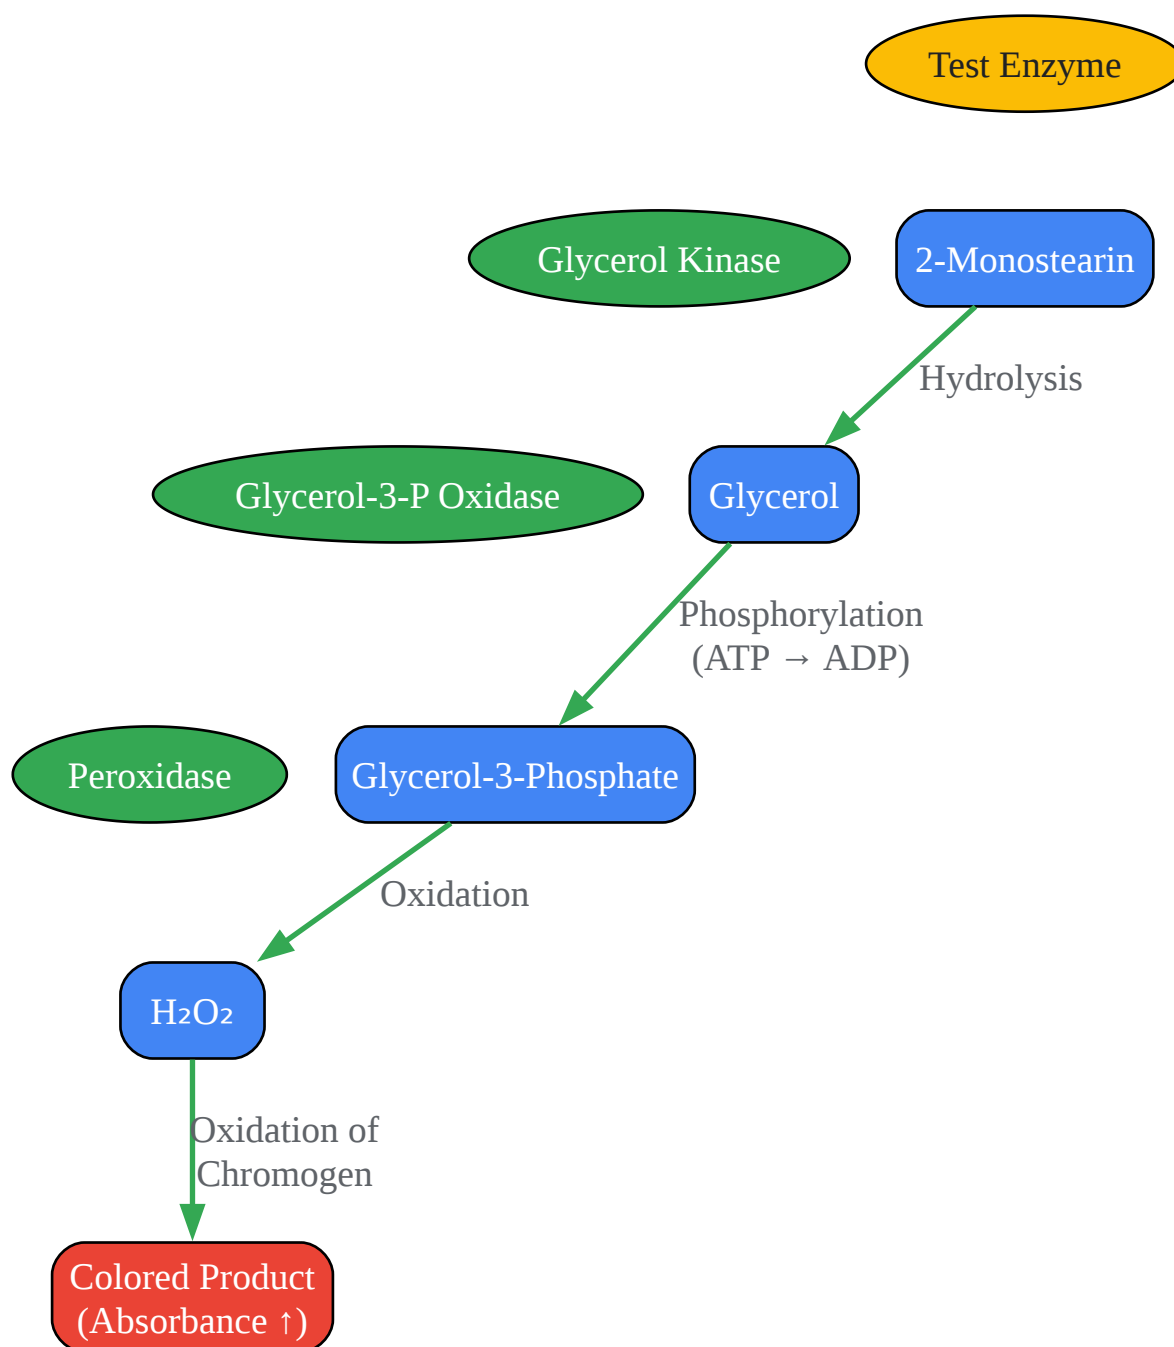 Test Enzyme
Glycerol Kinase
2-Monostearin
Hydrolysis
Glycerol-3-P Oxidase
Glycerol
Phosphorylation
(ATP → ADP)
Peroxidase
Glycerol-3-Phosphate
Oxidation
H₂O₂
Oxidation of
Chromogen
Colored Product
(Absorbance ↑)